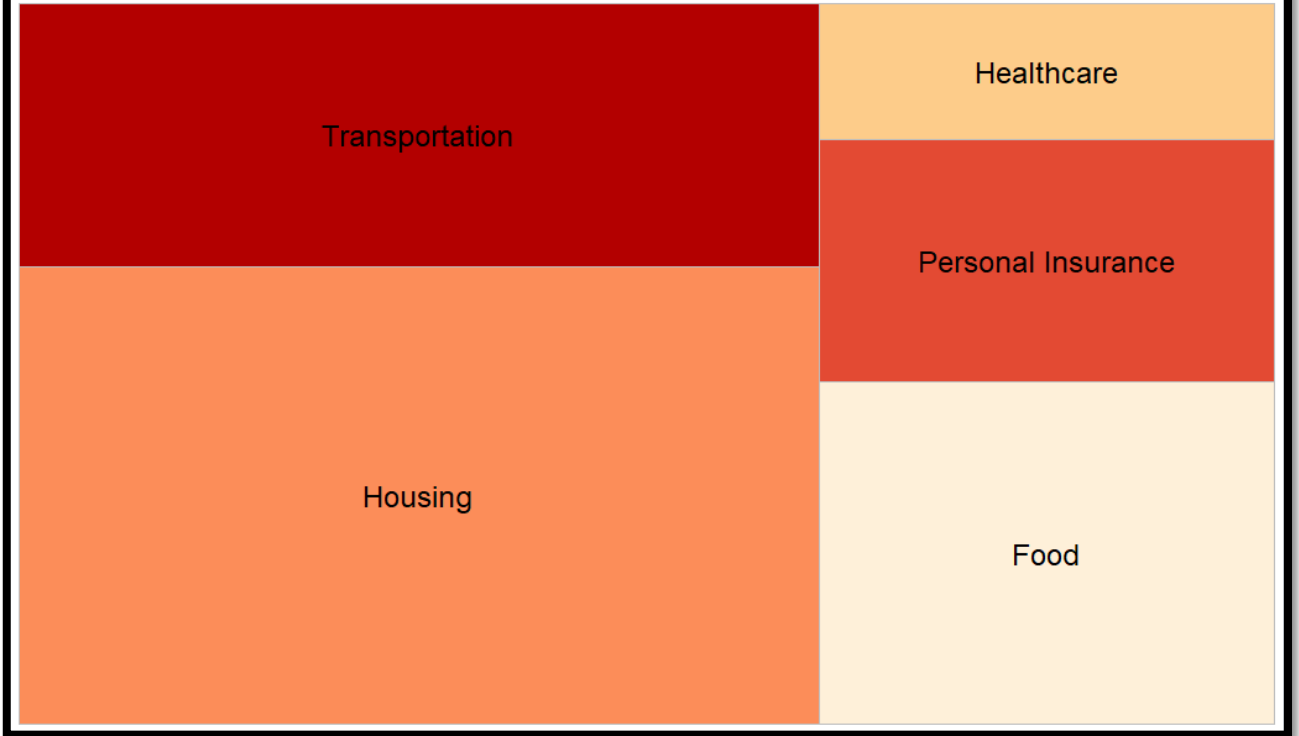 Transportation
Housing
Healthcare
Personal Insurance
Food